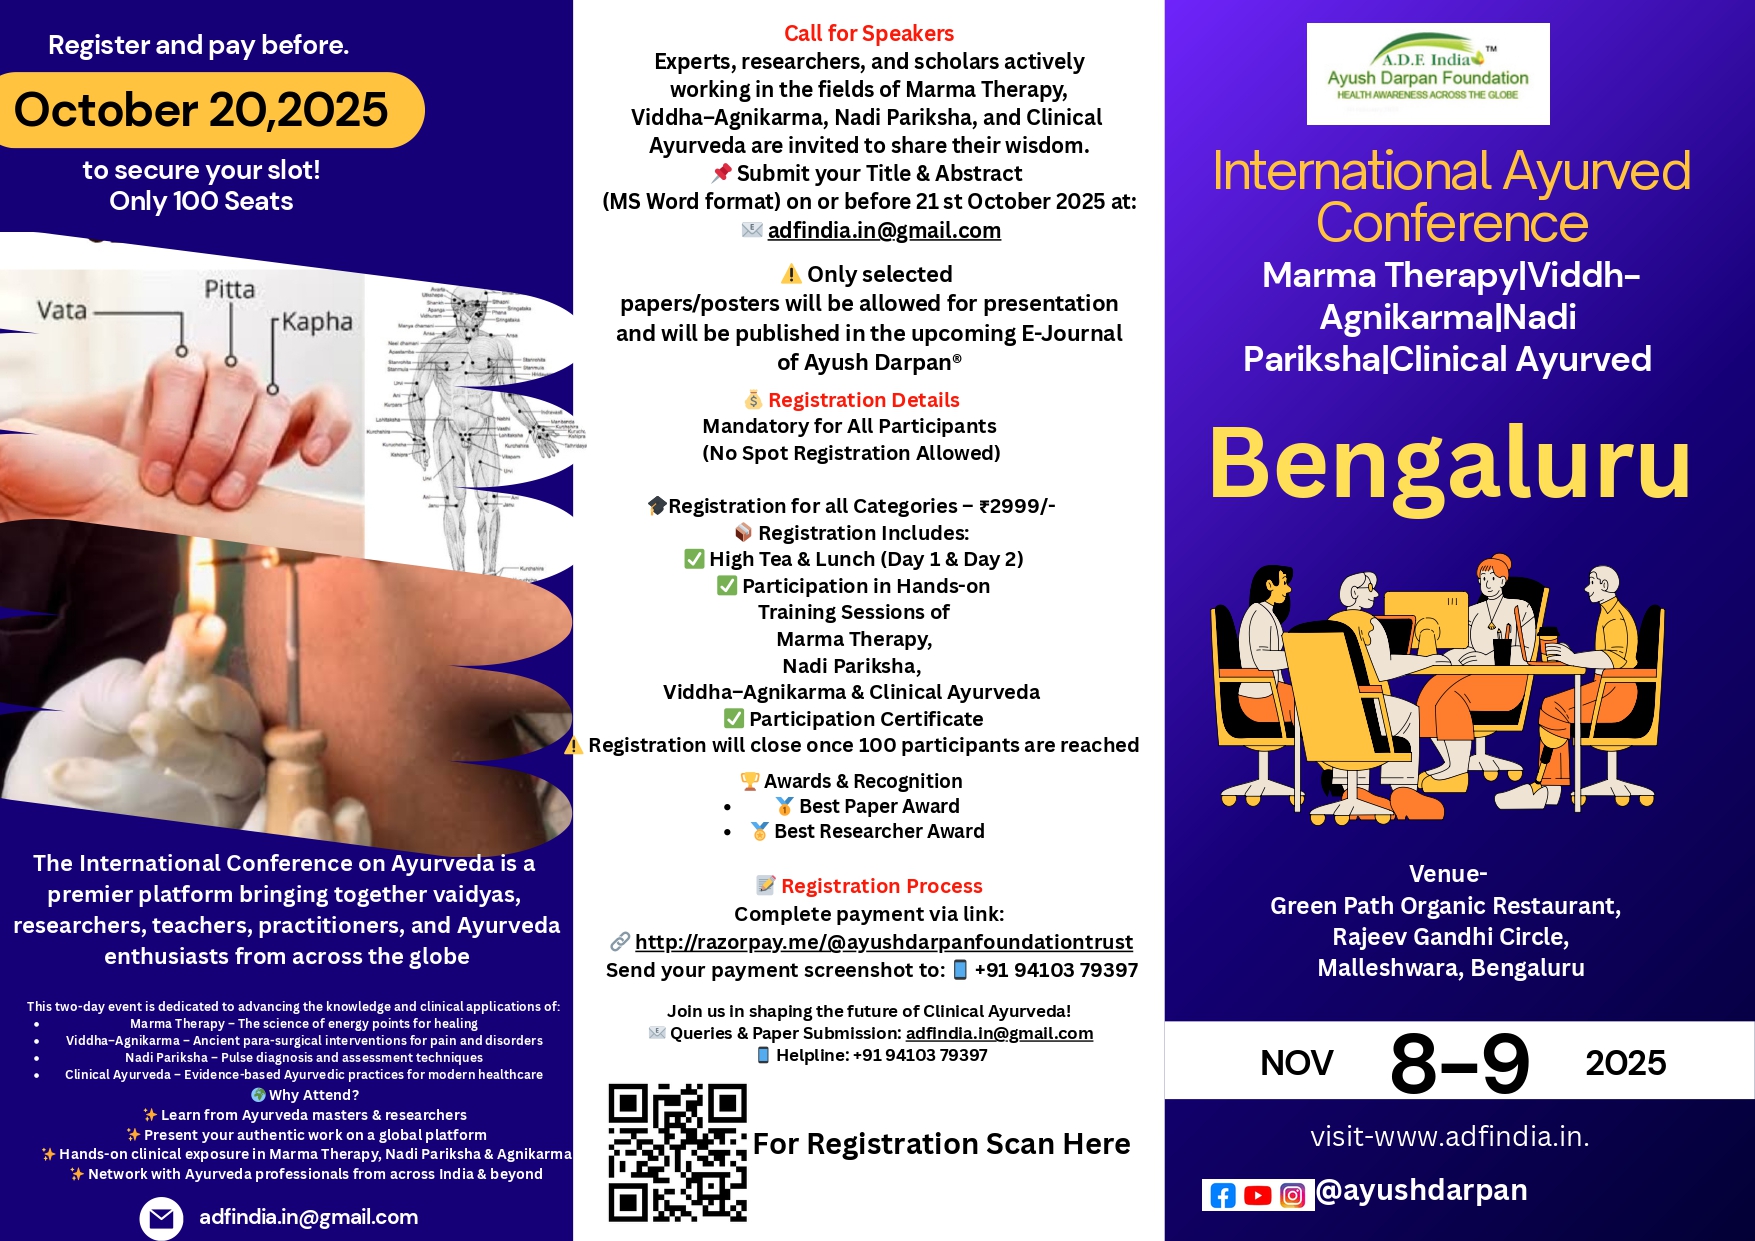 Register and pay before.
October 20,2025
to secure your slot!
Only 100 Seats
Vata
Pitta
Kapha
The International Conference on Ayurveda is a
premier platform bringing together vaidyas,
researchers, teachers, practitioners, and Ayurveda
enthusiasts from across the globe
This two-day event is dedicated to advancing the knowledge and clinical applications of:
• Marma Therapy – The science of energy points for healing
• Viddha–Agnikarma – Ancient para-surgical interventions for pain and disorders
• Nadi Pariksha – Pulse diagnosis and assessment techniques
• Clinical Ayurveda – Evidence-based Ayurvedic practices for modern healthcare
🌍 Why Attend?
✨ Learn from Ayurveda masters & researchers
✨ Present your authentic work on a global platform
✨ Hands-on clinical exposure in Marma Therapy, Nadi Pariksha & Agnikarma
✨ Network with Ayurveda professionals from across India & beyond
adfindia.in@gmail.com
Call for Speakers
Experts, researchers, and scholars actively
working in the fields of Marma Therapy,
Viddha–Agnikarma, Nadi Pariksha, and Clinical
Ayurveda are invited to share their wisdom.
📌 Submit your Title & Abstract
(MS Word format) on or before 21 st October 2025 at:
📧 adfindia.in@gmail.com
⚠️ Only selected
papers/posters will be allowed for presentation
and will be published in the upcoming E-Journal
of Ayush Darpan®
💰 Registration Details
Mandatory for All Participants
(No Spot Registration Allowed)
🎓Registration for all Categories – ₹2999/-
📦 Registration Includes:
✅ High Tea & Lunch (Day 1 & Day 2)
✅ Participation in Hands-on
Training Sessions of
Marma Therapy,
Nadi Pariksha,
Viddha–Agnikarma & Clinical Ayurveda
✅ Participation Certificate
⚠️ Registration will close once 100 participants are reached
🏆 Awards & Recognition
• 🥇 Best Paper Award
• 🏅 Best Researcher Award
📝 Registration Process
Complete payment via link:
🔗 http://razorpay.me/@ayushdarpanfoundationtrust
Send your payment screenshot to: 📱 +91 94103 79397
Join us in shaping the future of Clinical Ayurveda!
📧 Queries & Paper Submission: adfindia.in@gmail.com
📱 Helpline: +91 94103 79397
For Registration Scan Here
A.D.F. India TM
Ayush Darpan Foundation
HEALTH AWARENESS ACROSS THE GLOBE
International Ayurved
Conference
Marma Therapy|Viddh-
Agnikarma|Nadi
Pariksha|Clinical Ayurved
Bengaluru
Venue-
Green Path Organic Restaurant,
Rajeev Gandhi Circle,
Malleshwara, Bengaluru
NOV 8–9 2025
visit-www.adfindia.in.
@ayushdarpan